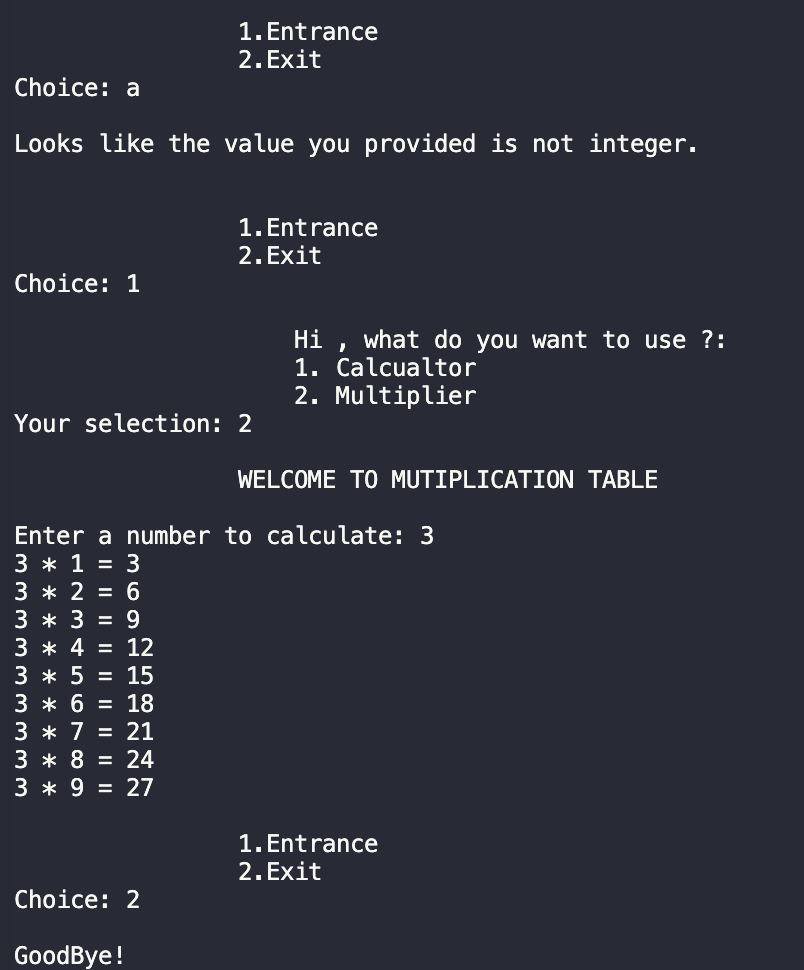 1.Entrance
2.Exit
Choice: a
Looks like the value you provided is not integer.
1.Entrance
2.Exit
Choice: 1
Hi , what do you want to use ?:
1. Calcualtor
2. Multiplier
Your selection: 2
WELCOME TO MUTIPLICATION TABLE
Enter a number to calculate: 3
3 * 1 = 3
3 * 2 = 6
3 * 3 = 9
3 * 4 = 12
3 * 5 = 15
3 * 6 = 18
3 * 7 = 21
3 * 8 = 24
3 * 9 = 27
1.Entrance
2.Exit
Choice: 2
GoodBye!